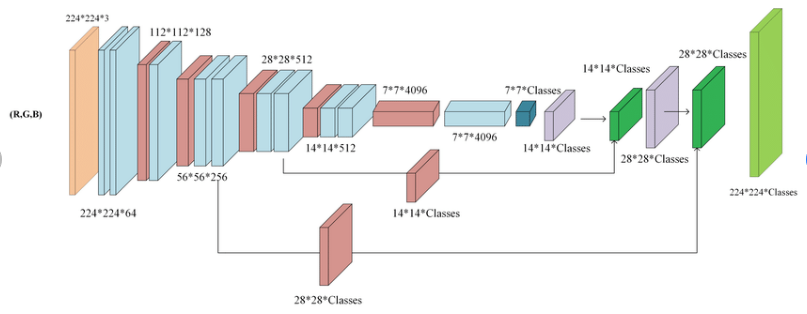 224*224*3
112*112*128
28*28*512
7*7*4096
7*7*Classes
14*14*Classes
28*28*Classes
(R,G,B)
14*14*512
7*7*4096
14*14*Classes
28*28*Classes
56*56*256
224*224*64
14*14*Classes
224*224*Classes
28*28*Classes